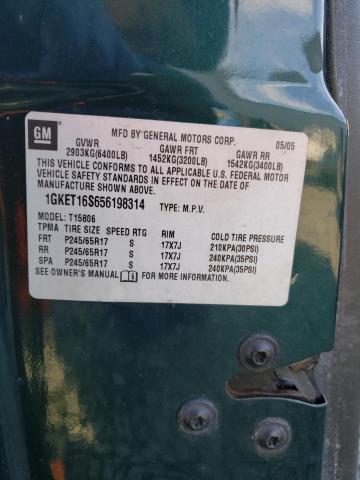 GM
MFD BY GENERAL MOTORS CORP. 05/05
GVWR GAWR FRT GAWR RR
2903KG(6400LB) 1452KG(3200LB) 1542KG(3400LB)
THIS VEHICLE CONFORMS TO ALL APPLICABLE U.S. FEDERAL MOTOR
VEHICLE SAFETY STANDARDS IN EFFECT ON THE DATE OF
MANUFACTURE SHOWN ABOVE.
1GKET16S656198314 TYPE: M.P.V.
MODEL: T15806
TPMA TIRE SIZE SPEED RTG RIM COLD TIRE PRESSURE
FRT P245/65R17 S 17X7J 210KPA(30PSI)
RR P245/65R17 S 17X7J 240KPA(35PSI)
SPA P245/65R17 S 17X7J 240KPA(35PSI)
SEE OWNER'S MANUAL FOR MORE INFORMATION.